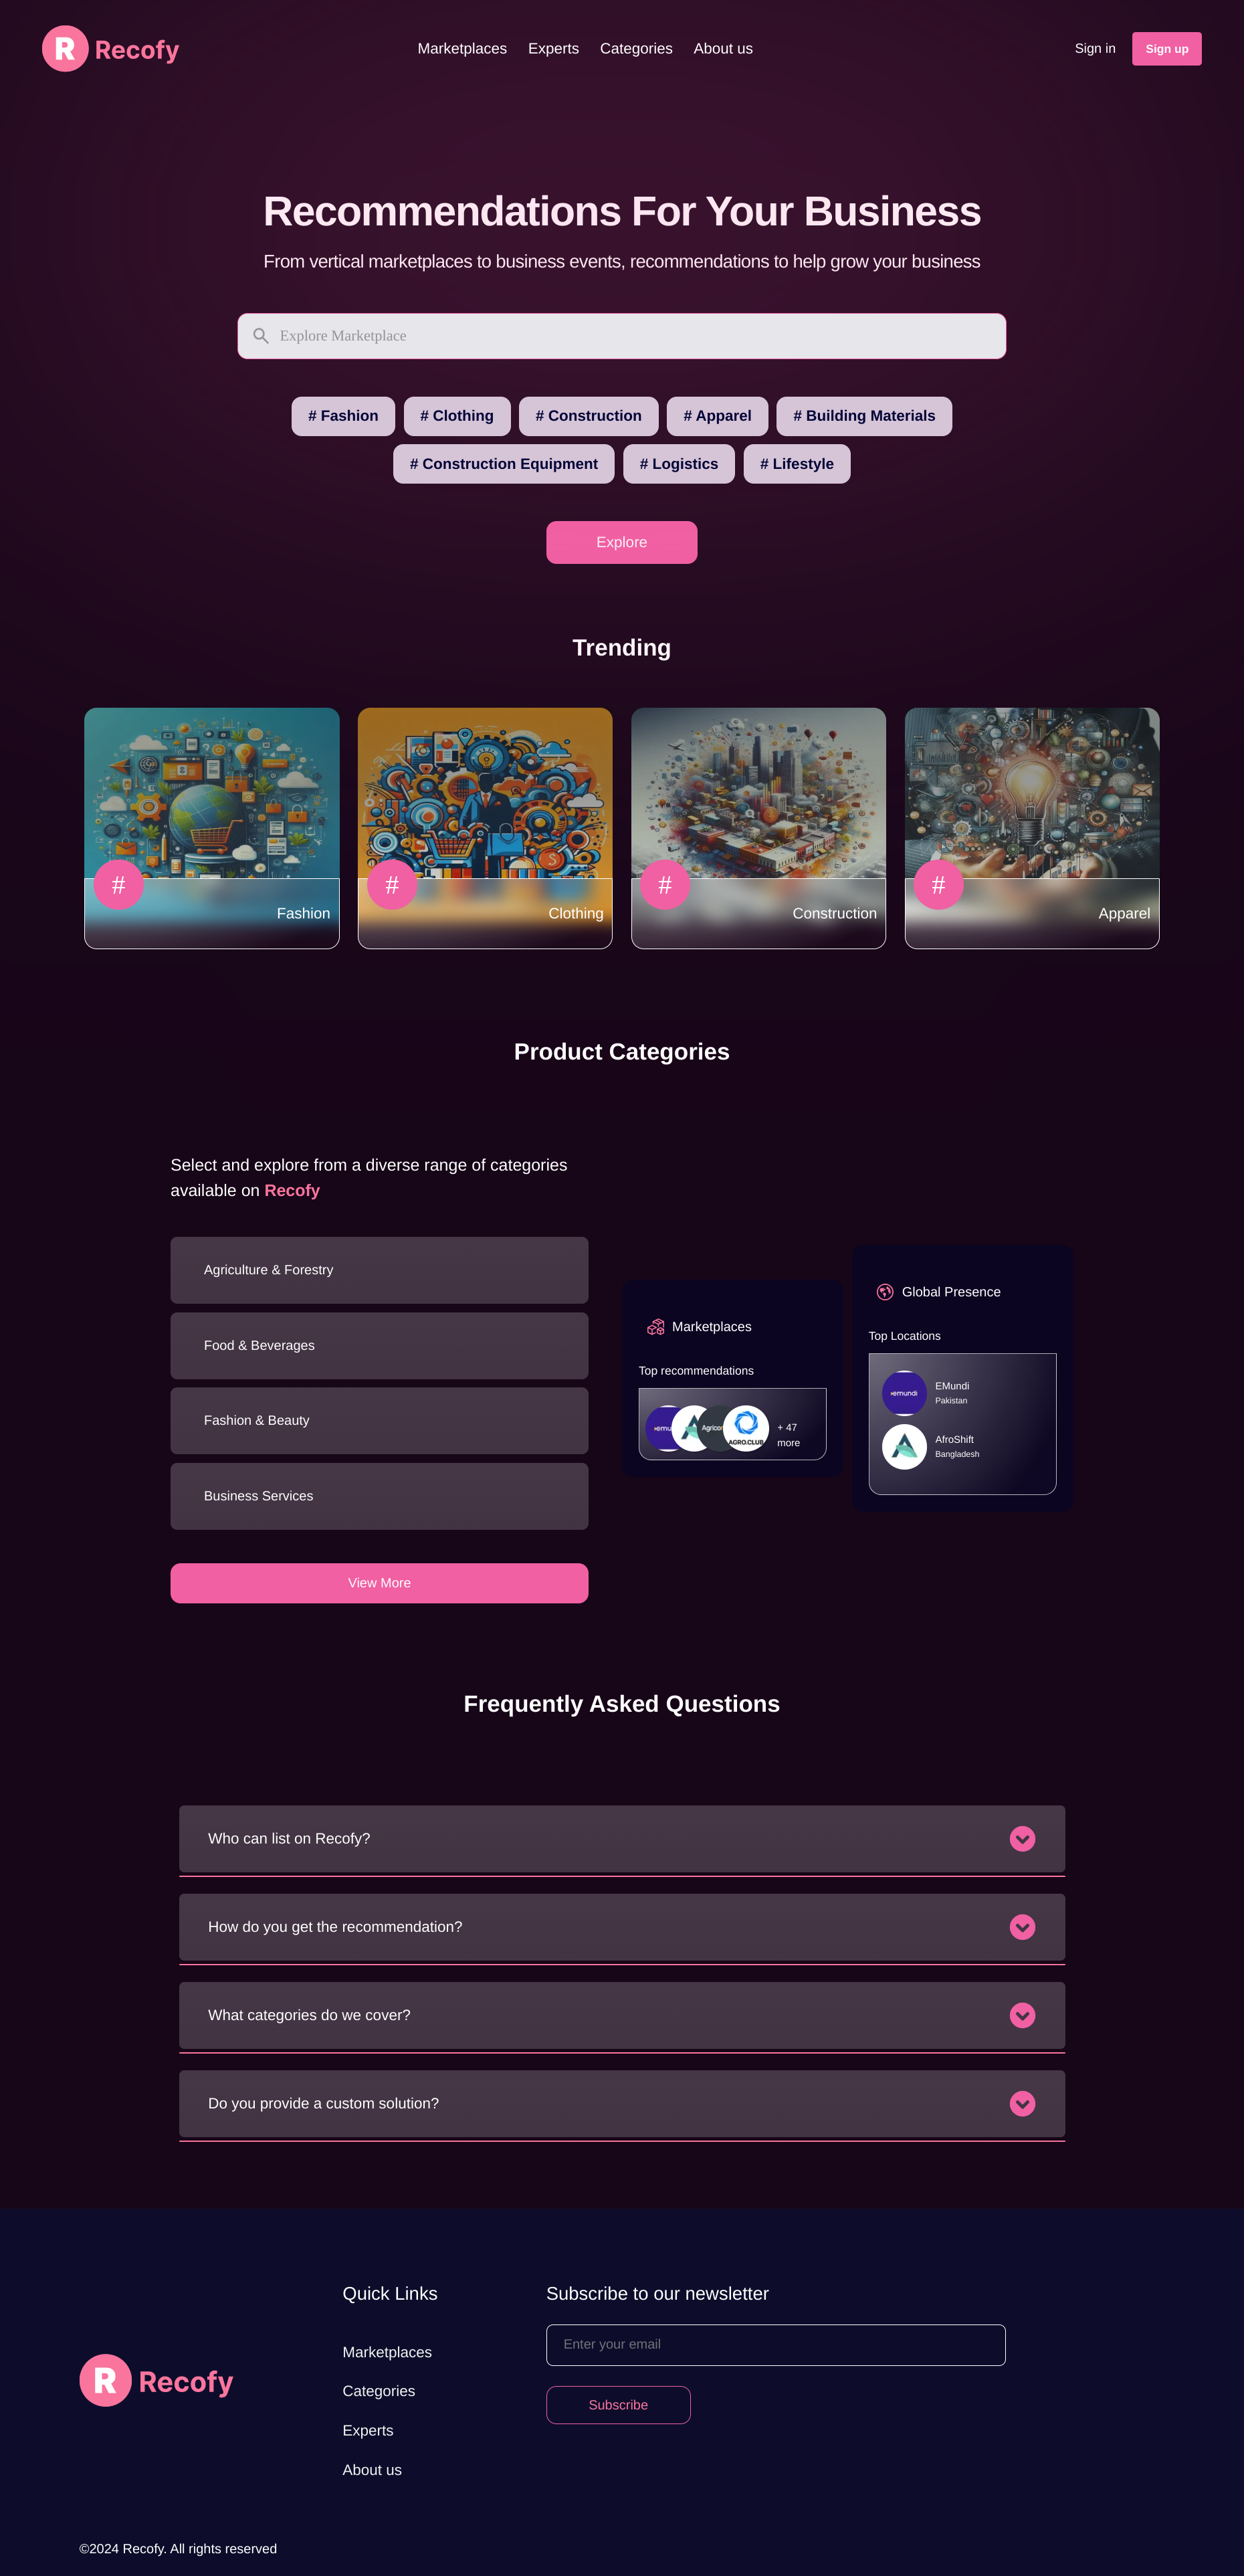 R Recofy
Marketplaces Experts Categories About us
Sign in Sign up
Recommendations For Your Business
From vertical marketplaces to business events, recommendations to help grow your business
Explore Marketplace
# Fashion # Clothing # Construction # Apparel # Building Materials
# Construction Equipment # Logistics # Lifestyle
Explore
Trending
# Fashion
# Clothing
# Construction
# Apparel
Product Categories
Select and explore from a diverse range of categories
available on Recofy
Agriculture & Forestry
Food & Beverages
Fashion & Beauty
Business Services
View More
Marketplaces
Top recommendations
AGRO.CLUB
+ 47
more
Global Presence
Top Locations
emundi
EMundi
Pakistan
AfroShift
Bangladesh
Frequently Asked Questions
Who can list on Recofy?
How do you get the recommendation?
What categories do we cover?
Do you provide a custom solution?
R Recofy
Quick Links
Marketplaces
Categories
Experts
About us
Subscribe to our newsletter
Enter your email
Subscribe
©2024 Recofy. All rights reserved